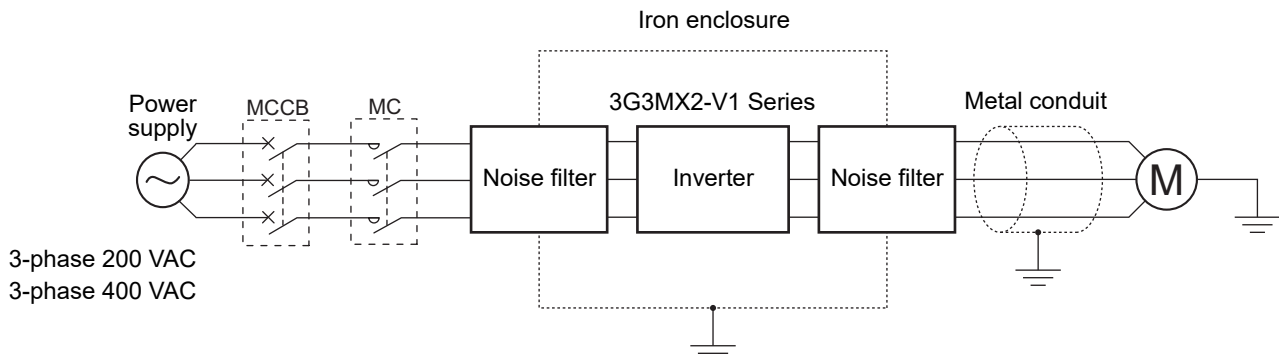 Iron enclosure
Power
supply
MCCB
MC
3G3MX2-V1 Series
Metal conduit
Noise filter
Inverter
Noise filter
M
3-phase 200 VAC
3-phase 400 VAC